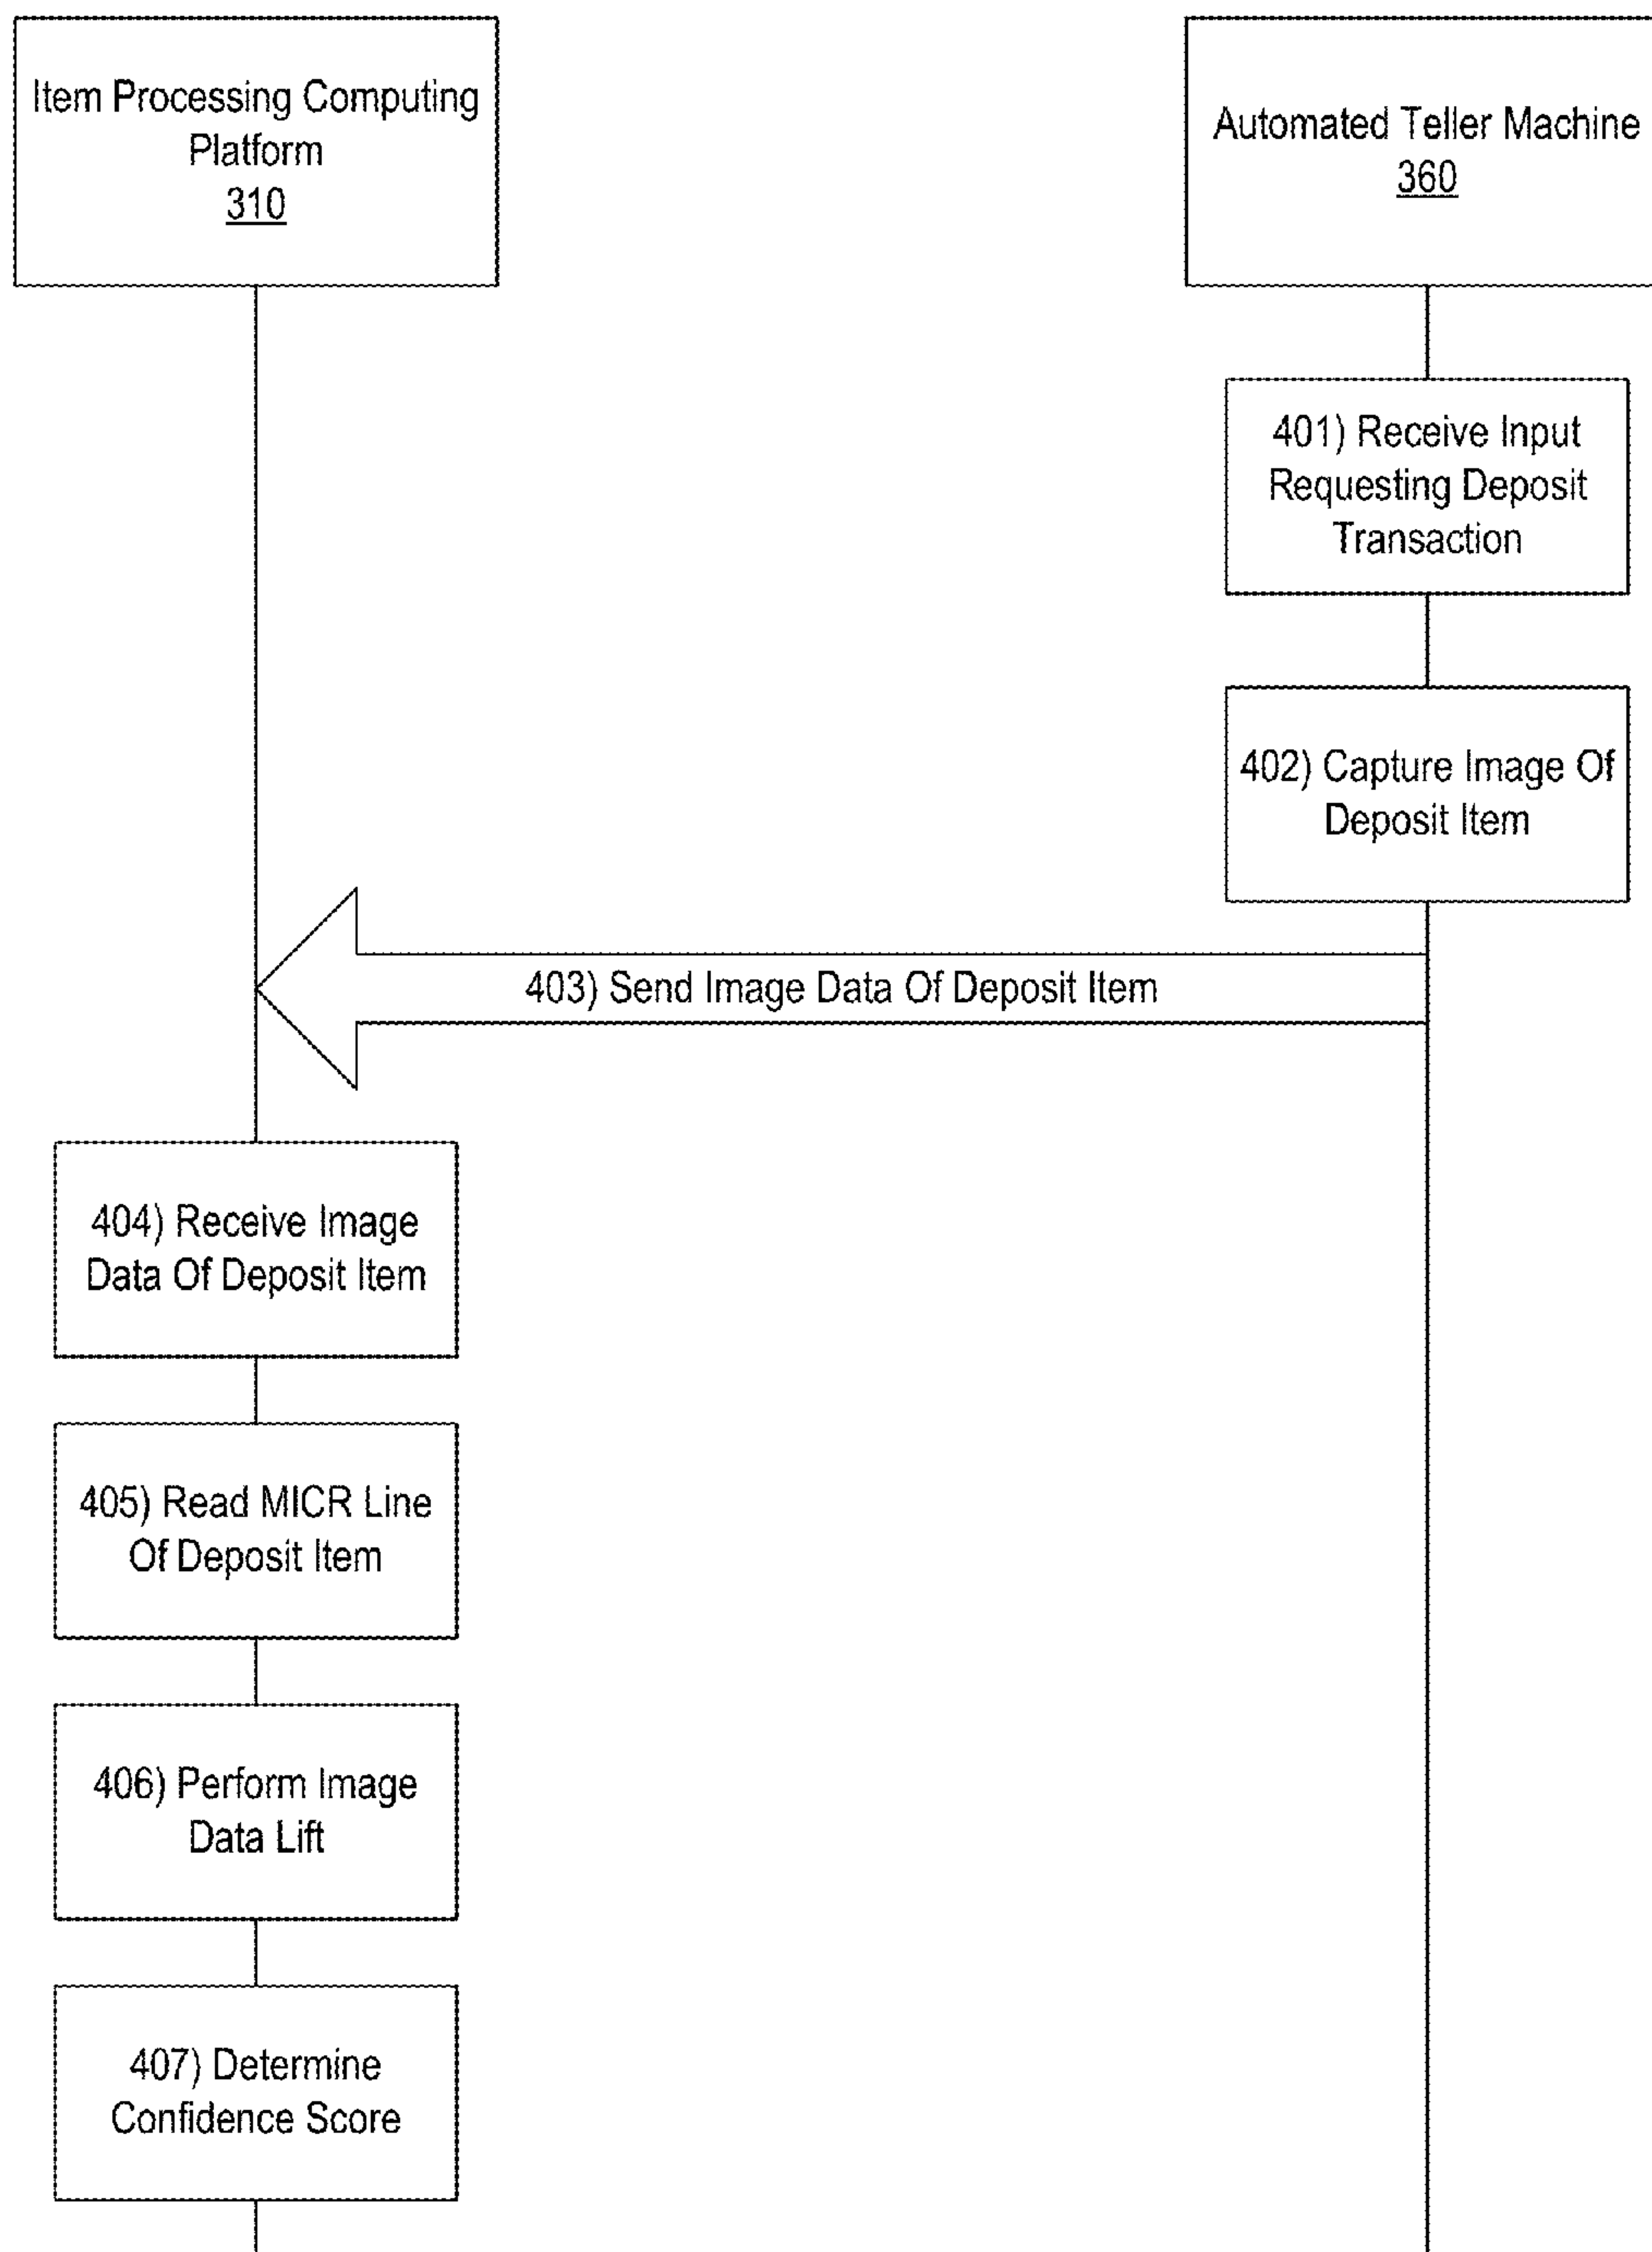 Item Processing Computing
Platform
310
Automated Teller Machine
360
401) Receive Input
Requesting Deposit
Transaction
402) Capture Image Of
Deposit Item
403) Send Image Data Of Deposit Item
404) Receive Image
Data Of Deposit Item
405) Read MICR Line
Of Deposit Item
406) Perform Image
Data Lift
407) Determine
Confidence Score